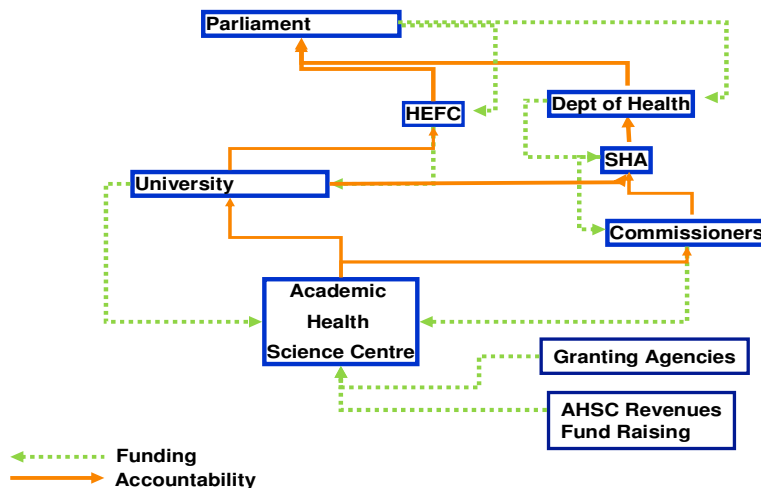 Parliament
HEFC
Dept of Health
SHA
University
Commissioners
Academic
Health
Science Centre
Granting Agencies
AHSC Revenues
Fund Raising
Funding
Accountability